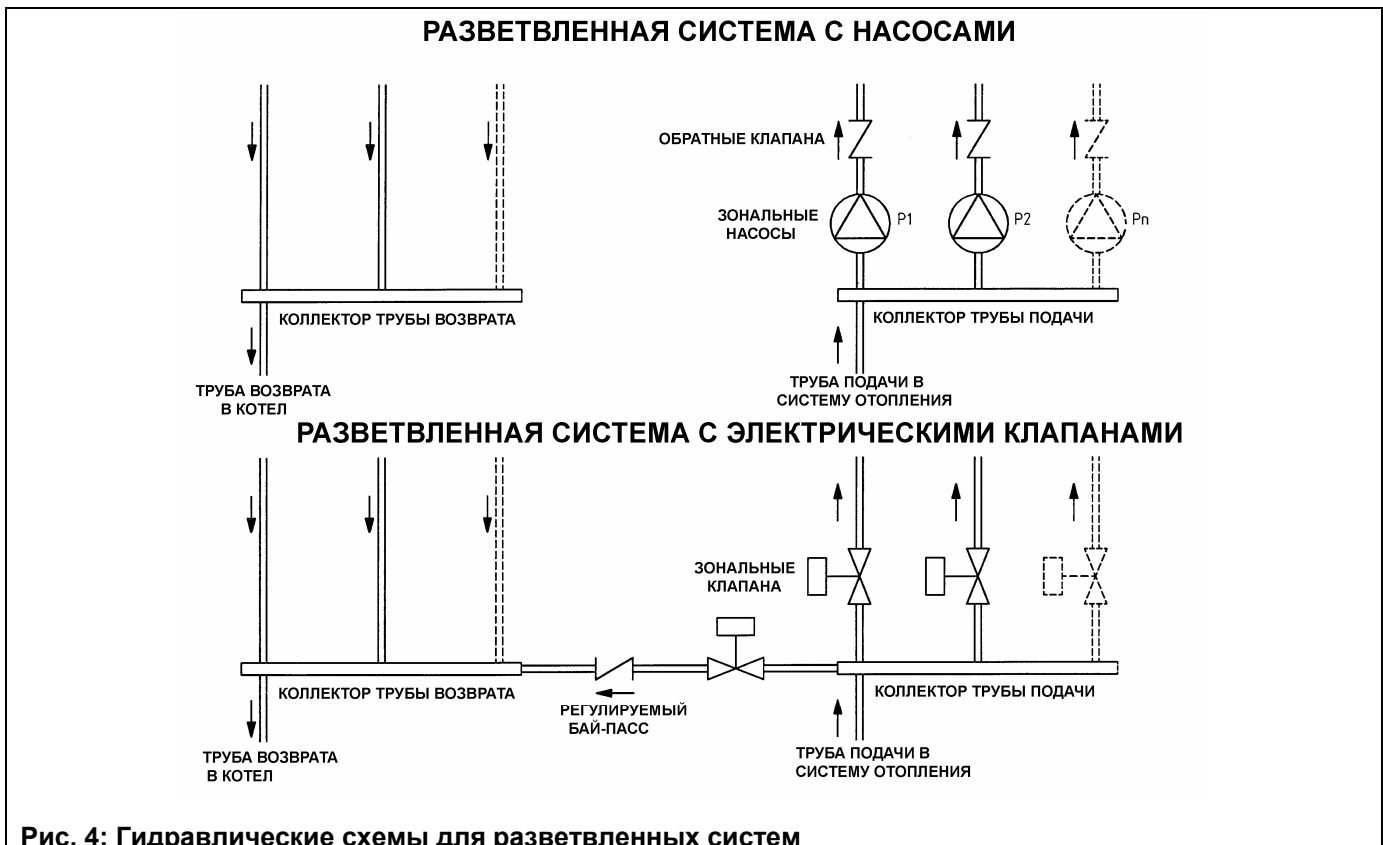 РАЗВЕТВЛЕННАЯ СИСТЕМА С НАСОСАМИ
ОБРАТНЫЕ КЛАПАНА
ЗОНАЛЬНЫЕ
НАСОСЫ
P1
P2
Pn
КОЛЛЕКТОР ТРУБЫ ВОЗВРАТА
КОЛЛЕКТОР ТРУБЫ ПОДАЧИ
ТРУБА ВОЗВРАТА
В КОТЕЛ
ТРУБА ПОДАЧИ В
СИСТЕМУ ОТОПЛЕНИЯ
РАЗВЕТВЛЕННАЯ СИСТЕМА С ЭЛЕКТРИЧЕСКИМИ КЛАПАНАМИ
ЗОНАЛЬНЫЕ
КЛАПАНА
КОЛЛЕКТОР ТРУБЫ ВОЗВРАТА
КОЛЛЕКТОР ТРУБЫ ПОДАЧИ
РЕГУЛИРУЕМЫЙ
БАЙ-ПАСС
ТРУБА ВОЗВРАТА
В КОТЕЛ
ТРУБА ПОДАЧИ В
СИСТЕМУ ОТОПЛЕНИЯ
Рис. 4: Гидравлические схемы для разветвленных систем